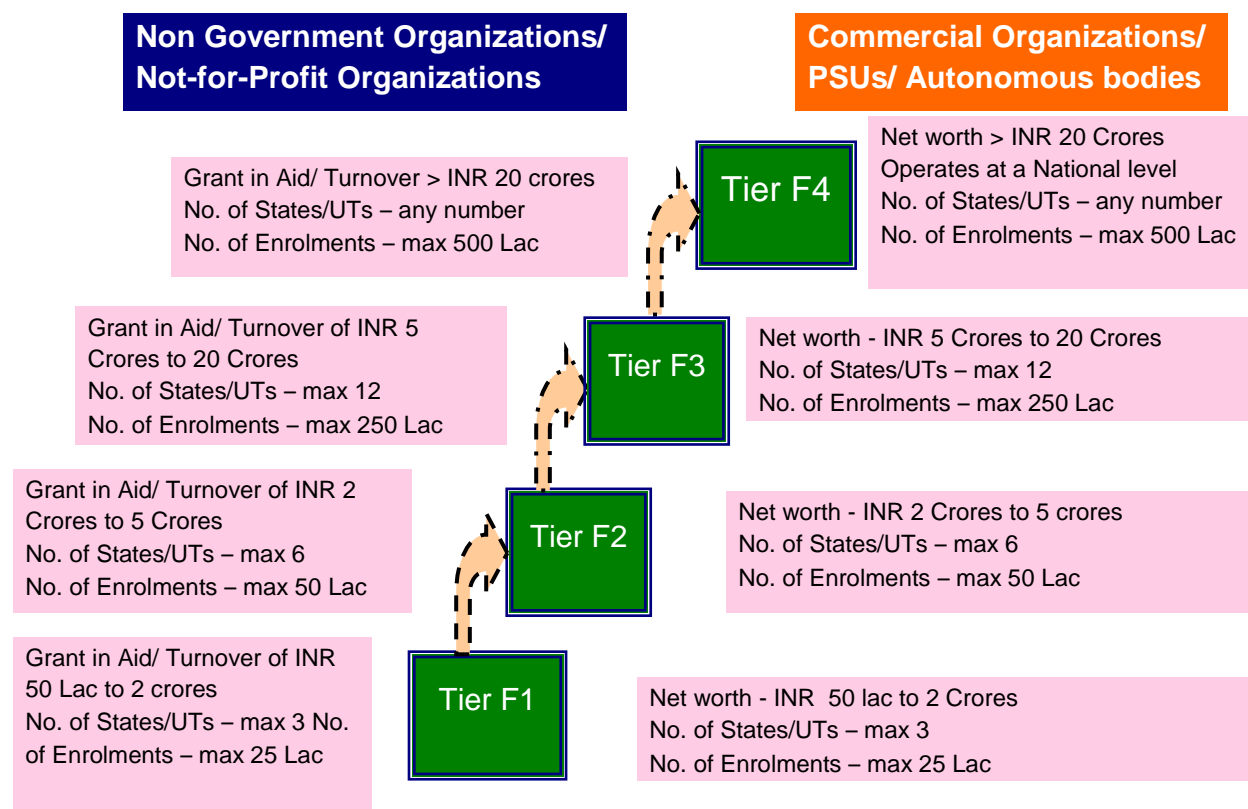 Non Government Organizations/
Not-for-Profit Organizations
Commercial Organizations/
PSUs/ Autonomous bodies
Grant in Aid/ Turnover > INR 20 crores
No. of States/UTs – any number
No. of Enrolments – max 500 Lac
Tier F4
Net worth > INR 20 Crores
Operates at a National level
No. of States/UTs – any number
No. of Enrolments – max 500 Lac
Grant in Aid/ Turnover of INR 5
Crores to 20 Crores
No. of States/UTs – max 12
No. of Enrolments – max 250 Lac
Tier F3
Net worth - INR 5 Crores to 20 Crores
No. of States/UTs – max 12
No. of Enrolments – max 250 Lac
Grant in Aid/ Turnover of INR 2
Crores to 5 Crores
No. of States/UTs – max 6
No. of Enrolments – max 50 Lac
Tier F2
Net worth - INR 2 Crores to 5 crores
No. of States/UTs – max 6
No. of Enrolments – max 50 Lac
Grant in Aid/ Turnover of INR
50 Lac to 2 crores
No. of States/UTs – max 3 No.
of Enrolments – max 25 Lac
Tier F1
Net worth - INR  50 lac to 2 Crores
No. of States/UTs – max 3
No. of Enrolments – max 25 Lac